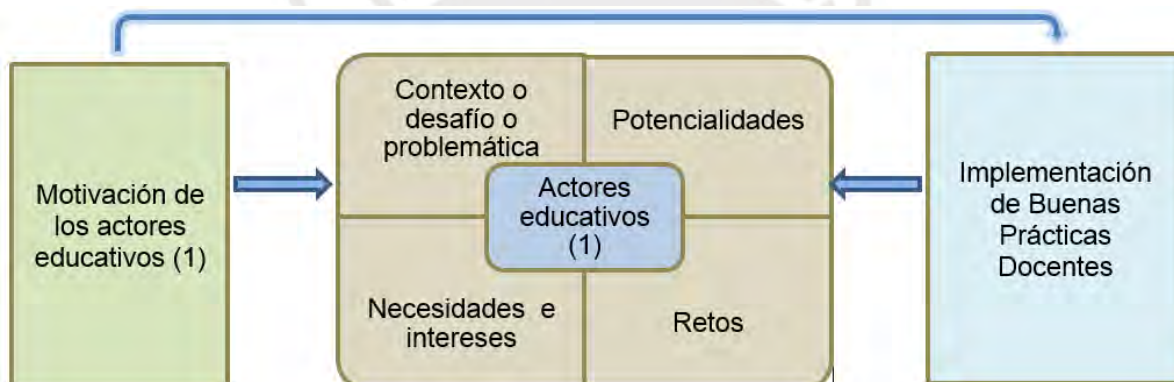 Motivación de
los actores
educativos (1)
Contexto o
desafío o
problemática
Potencialidades
Actores
educativos
(1)
Necesidades e
intereses
Retos
Implementación
de Buenas
Prácticas
Docentes